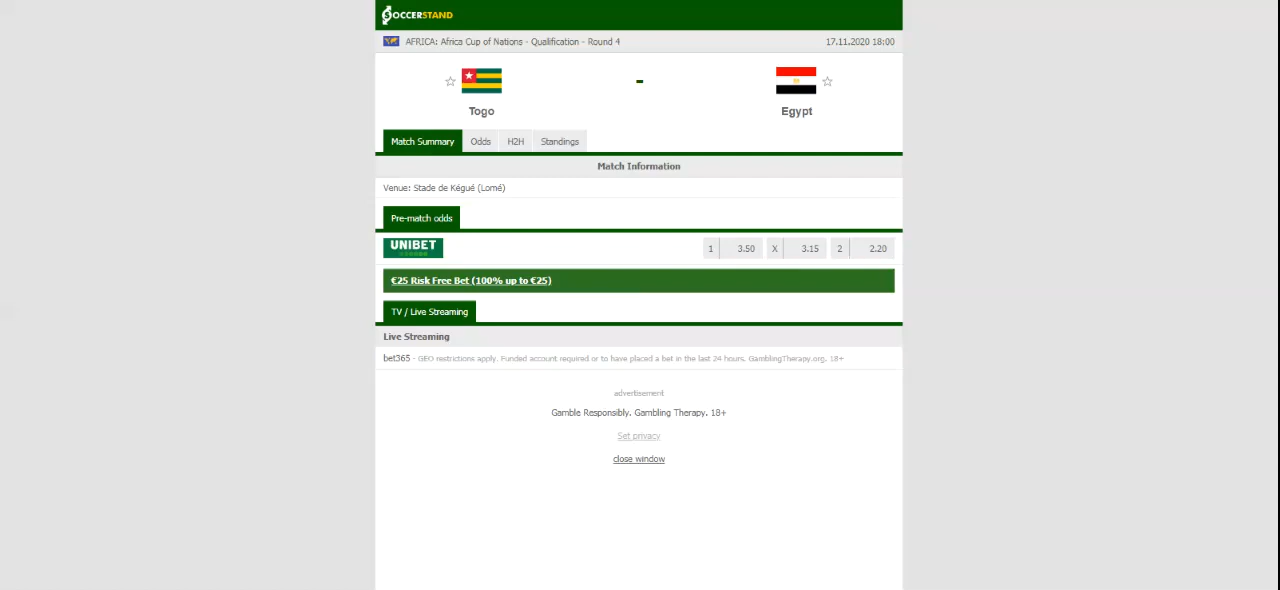 SOCCERSTAND
AFRICA: Africa Cup of Nations - Qualification - Round 4 17.11.2020 18:00
-
Togo Egypt
Match Summary Odds H2H Standings
Match Information
Venue: Stade de Kégué (Lomé)
Pre-match odds
UNIBET 1 3.50 X 3.15 2 2.20
€25 Risk Free Bet (100% up to €25)
TV / Live Streaming
Live Streaming
bet365 - GEO restrictions apply. Funded account required or to have placed a bet in the last 24 hours. GamblingTherapy.org. 18+
advertisement
Gamble Responsibly. Gambling Therapy. 18+
Set privacy
close window